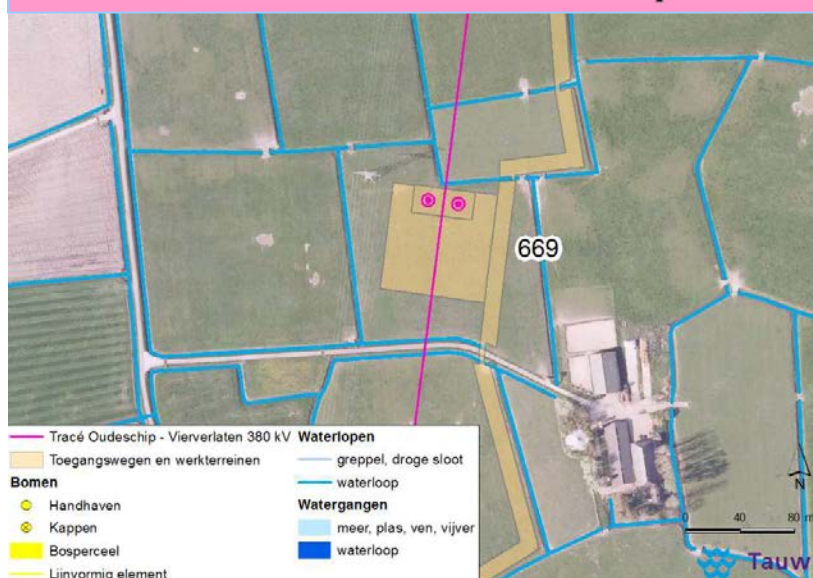 669
Tracé Oudeschip - Vierverlaten 380 kV
Toegangswegen en werkterreinen
Bomen
Handhaven
Kappen
Bosperceel
Lijnvormig element
Waterlopen
greppel, droge sloot
waterloop
Watergangen
meer, plas, ven, vijver
waterloop
N
0 40 80 m
Tauw